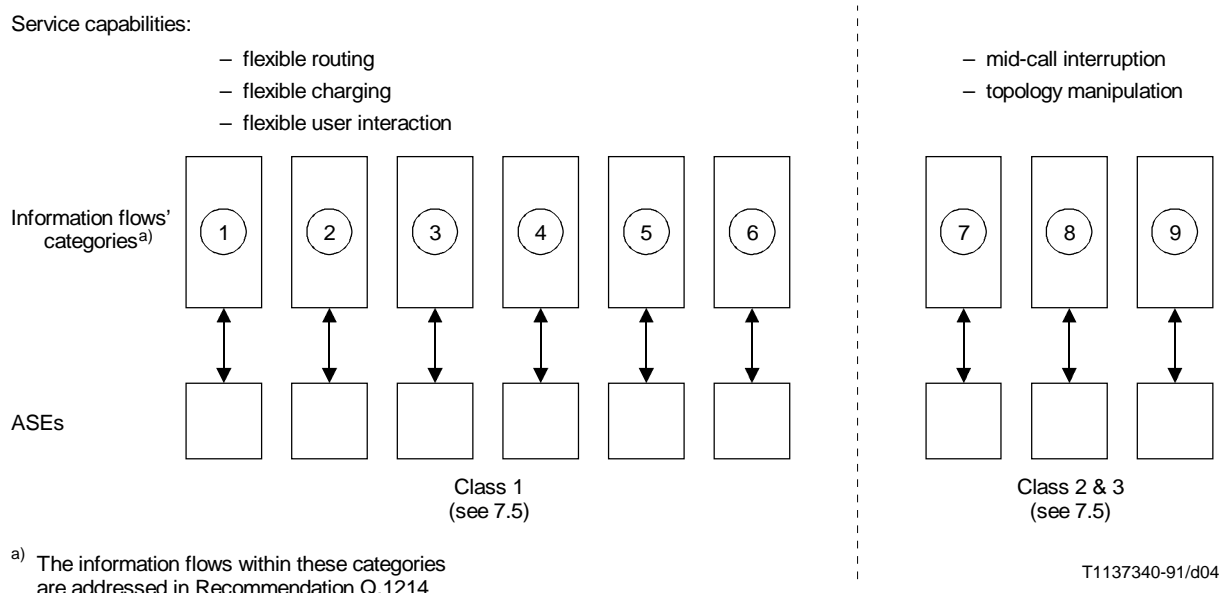 Service capabilities:
– flexible routing
– flexible charging
– flexible user interaction
– mid-call interruption
– topology manipulation
Information flows'
categories a)
1 2 3 4 5 6 7 8 9
ASEs
Class 1
(see 7.5)
Class 2 & 3
(see 7.5)
a) The information flows within these categories
are addressed in Recommendation Q.1214
T1137340-91/d04